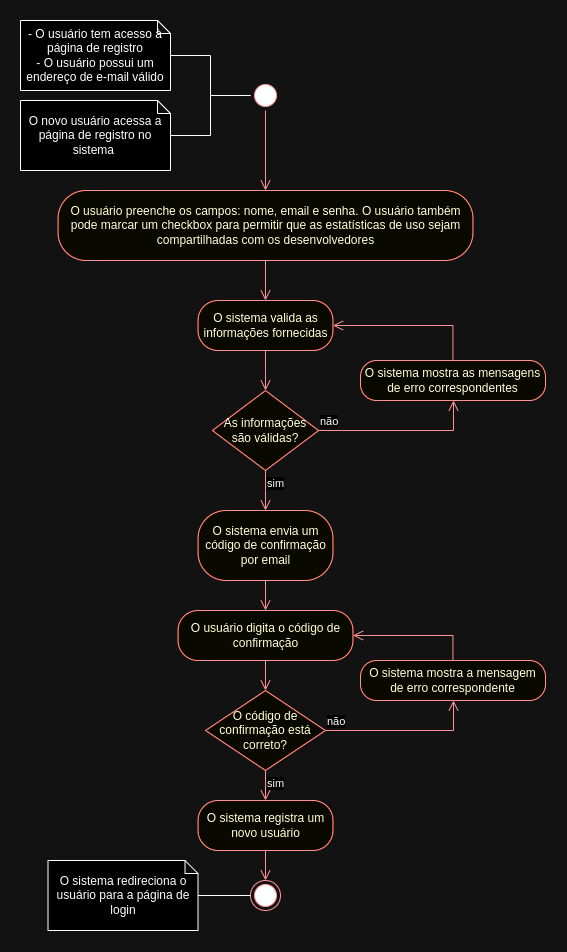 - O usuário tem acesso à
página de registro
- O usuário possui um
endereço de e-mail válido
O novo usuário acessa a
página de registro no
sistema
O usuário preenche os campos: nome, email e senha. O usuário também
pode marcar um checkbox para permitir que as estatísticas de uso sejam
compartilhadas com os desenvolvedores
O sistema valida as
informações fornecidas
O sistema mostra as mensagens
de erro correspondentes
As informações
são válidas?
não
sim
O sistema envia um
código de confirmação
por email
O usuário digita o código de
confirmação
O sistema mostra a mensagem
de erro correspondente
O código de
confirmação está
correto?
não
sim
O sistema registra um
novo usuário
O sistema redireciona o
usuário para a página de
login